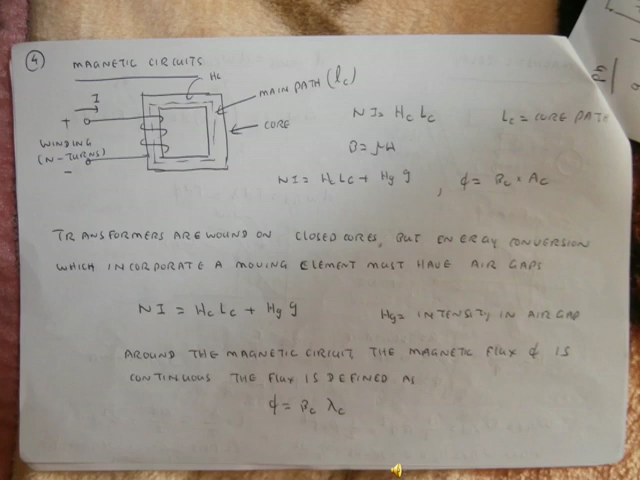 4
MAGNETIC CIRCUITS
Hc
I
MAIN PATH (lc)
+
CORE
WINDING
(N-TURNS)
-
NI = Hc Lc
Lc = CORE PATH
B = μH
NI = HcLc + Hg g , ϕ = Bc · Ac
TRANSFORMERS ARE WOUND ON CLOSED CORES, BUT ENERGY CONVERSION
WHICH INCORPORATE A MOVING ELEMENT MUST HAVE AIR GAPS
NI = Hc Lc + Hg g
Hg = INTENSITY IN AIR GAP
AROUND THE MAGNETIC CIRCUIT THE MAGNETIC FLUX ϕ IS
CONTINUOUS THE FLUX IS DEFINED AS
ϕ = Bc λc